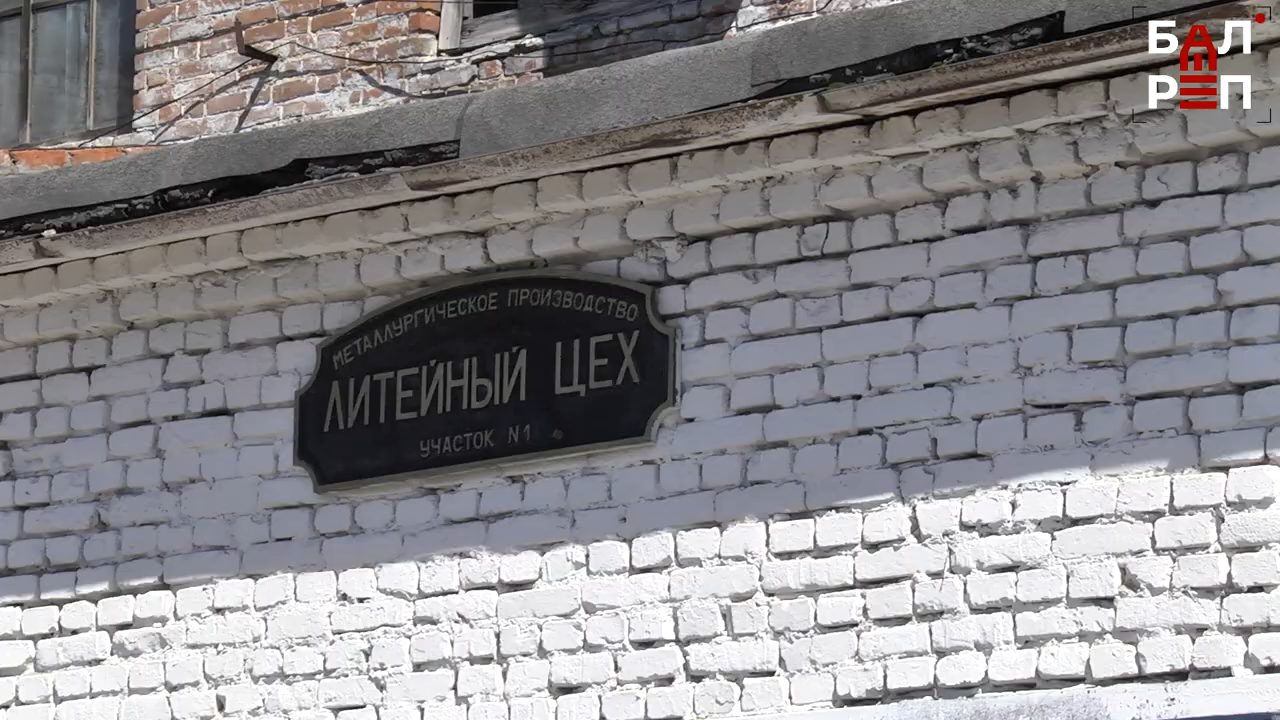 БАЛ
РЕП
МЕТАЛЛУРГИЧЕСКОЕ ПРОИЗВОДСТВО
ЛИТЕЙНЫЙ ЦЕХ
УЧАСТОК N1